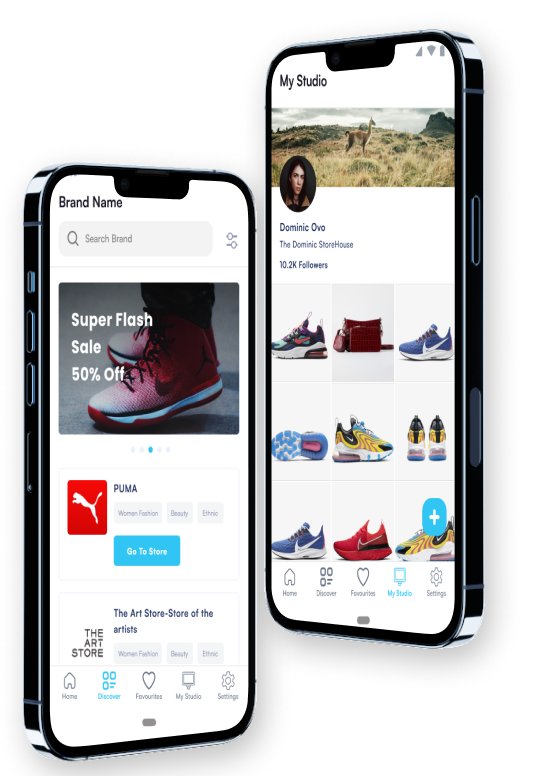 My Studio
Dominic Ovo
The Dominic StoreHouse
10.2K Followers
Home
Discover
Favourites
My Studio
Settings
Brand Name
Search Brand
Super Flash
Sale
50% Off
PUMA
Women Fashion
Beauty
Ethnic
Go To Store
The Art Store-Store of the
artists
THE
ART
STORE
Women Fashion
Beauty
Ethnic
Home
Discover
Favourites
My Studio
Settings